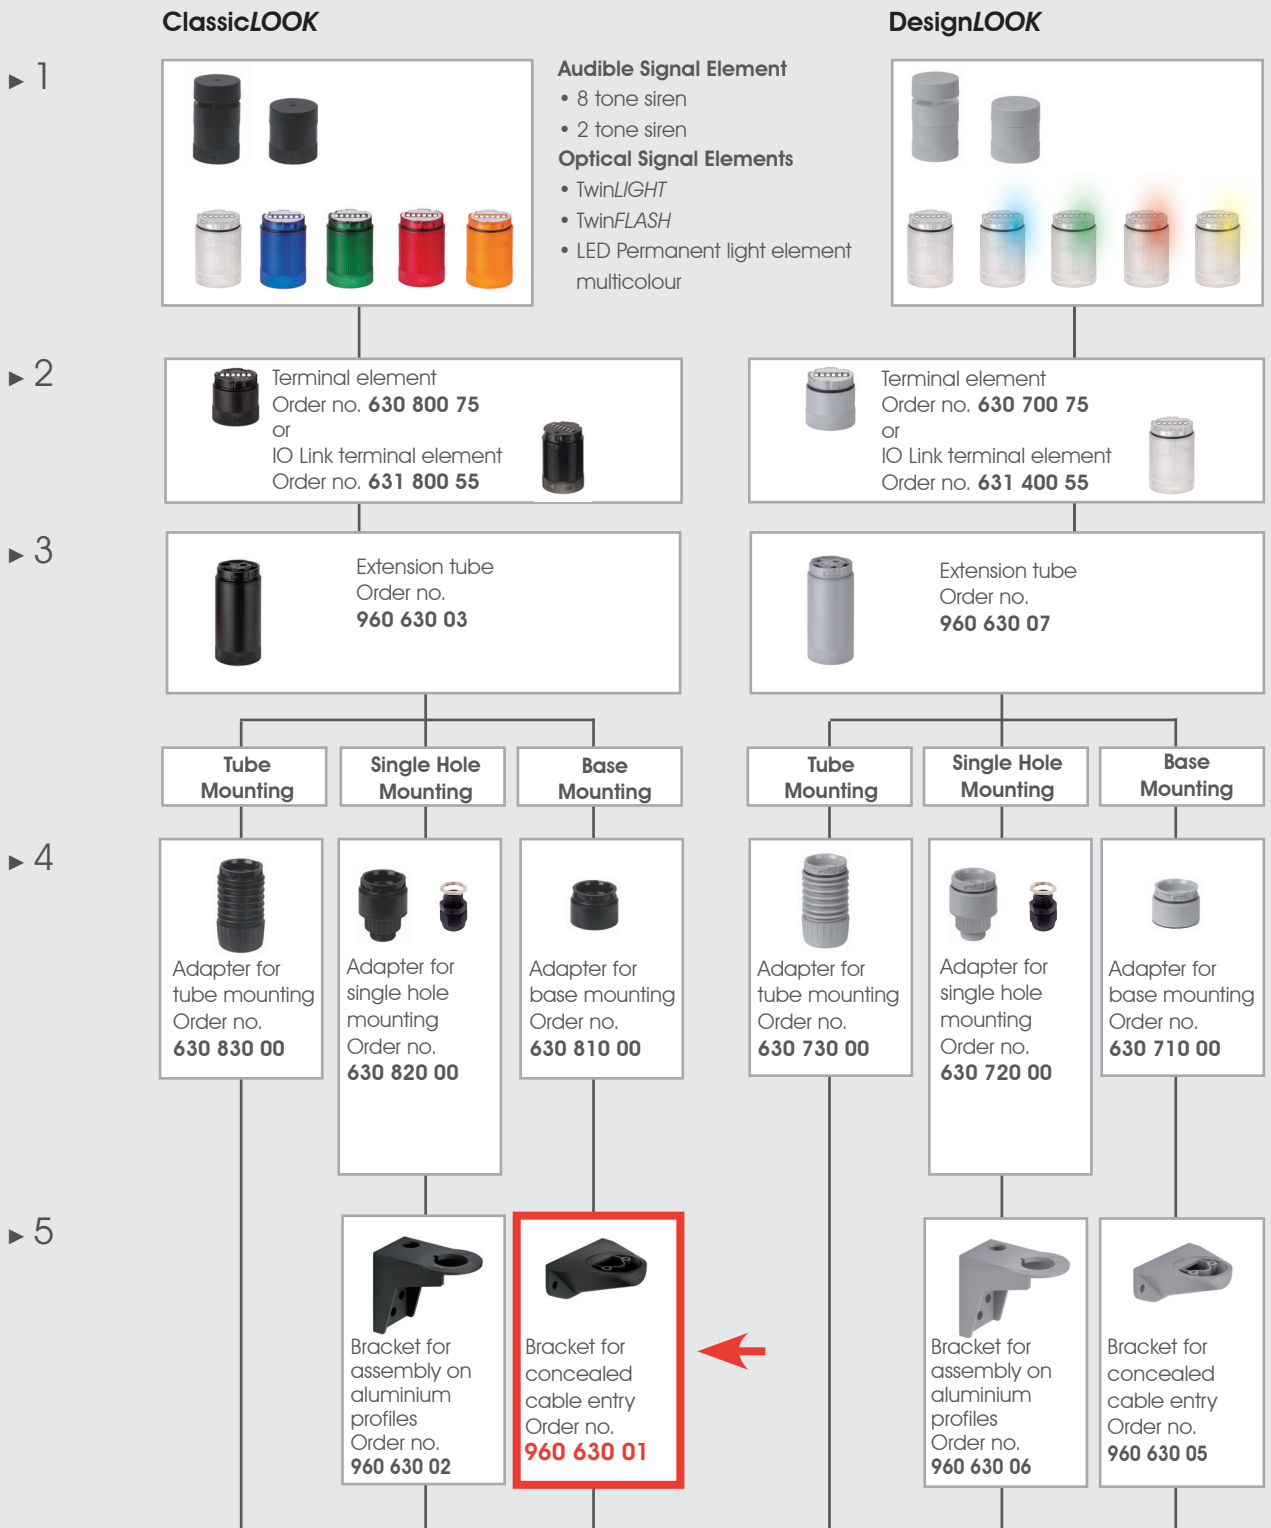 ClassicLOOK
DesignLOOK
► 1
Audible Signal Element
• 8 tone siren
• 2 tone siren
Optical Signal Elements
• TwinLIGHT
• TwinFLASH
• LED Permanent light element
multicolour
► 2
Terminal element
Order no. 630 800 75
or
IO Link terminal element
Order no. 631 800 55
Terminal element
Order no. 630 700 75
or
IO Link terminal element
Order no. 631 400 55
► 3
Extension tube
Order no.
960 630 03
Extension tube
Order no.
960 630 07
Tube
Mounting
Single Hole
Mounting
Base
Mounting
Tube
Mounting
Single Hole
Mounting
Base
Mounting
► 4
Adapter for
tube mounting
Order no.
630 830 00
Adapter for
single hole
mounting
Order no.
630 820 00
Adapter for
base mounting
Order no.
630 810 00
Adapter for
tube mounting
Order no.
630 730 00
Adapter for
single hole
mounting
Order no.
630 720 00
Adapter for
base mounting
Order no.
630 710 00
► 5
Bracket for
assembly on
aluminium
profiles
Order no.
960 630 02
Bracket for
concealed
cable entry
Order no.
960 630 01
Bracket for
assembly on
aluminium
profiles
Order no.
960 630 06
Bracket for
concealed
cable entry
Order no.
960 630 05